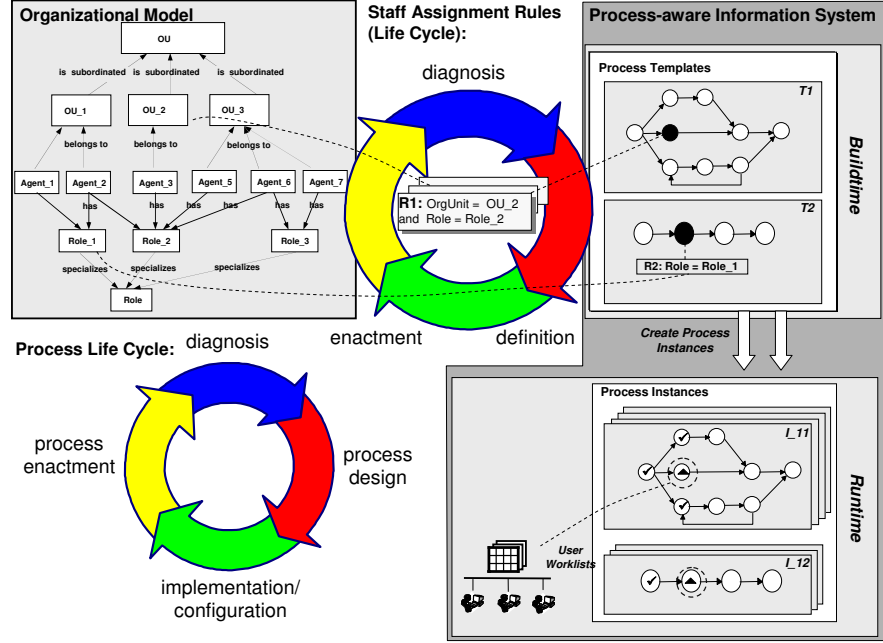 Organizational Model
OU
is subordinated
is subordinated
is subordinated
OU_1
OU_2
OU_3
belongs to
belongs to
belongs to
Agent_1
Agent_2
Agent_3
Agent_5
Agent_6
Agent_7
has
has
has
has
has
Role_1
Role_2
Role_3
specializes
specializes
specializes
Role
Staff Assignment Rules
(Life Cycle):
diagnosis
R1: OrgUnit = OU_2
and Role = Role_2
enactment
definition
Process Life Cycle:
diagnosis
process
enactment
process
design
implementation/
configuration
Process-aware Information System
Process Templates
T1
T2
R2: Role = Role_1
Buildtime
Create Process
Instances
Process Instances
I_11
I_12
User
Worklists
Runtime